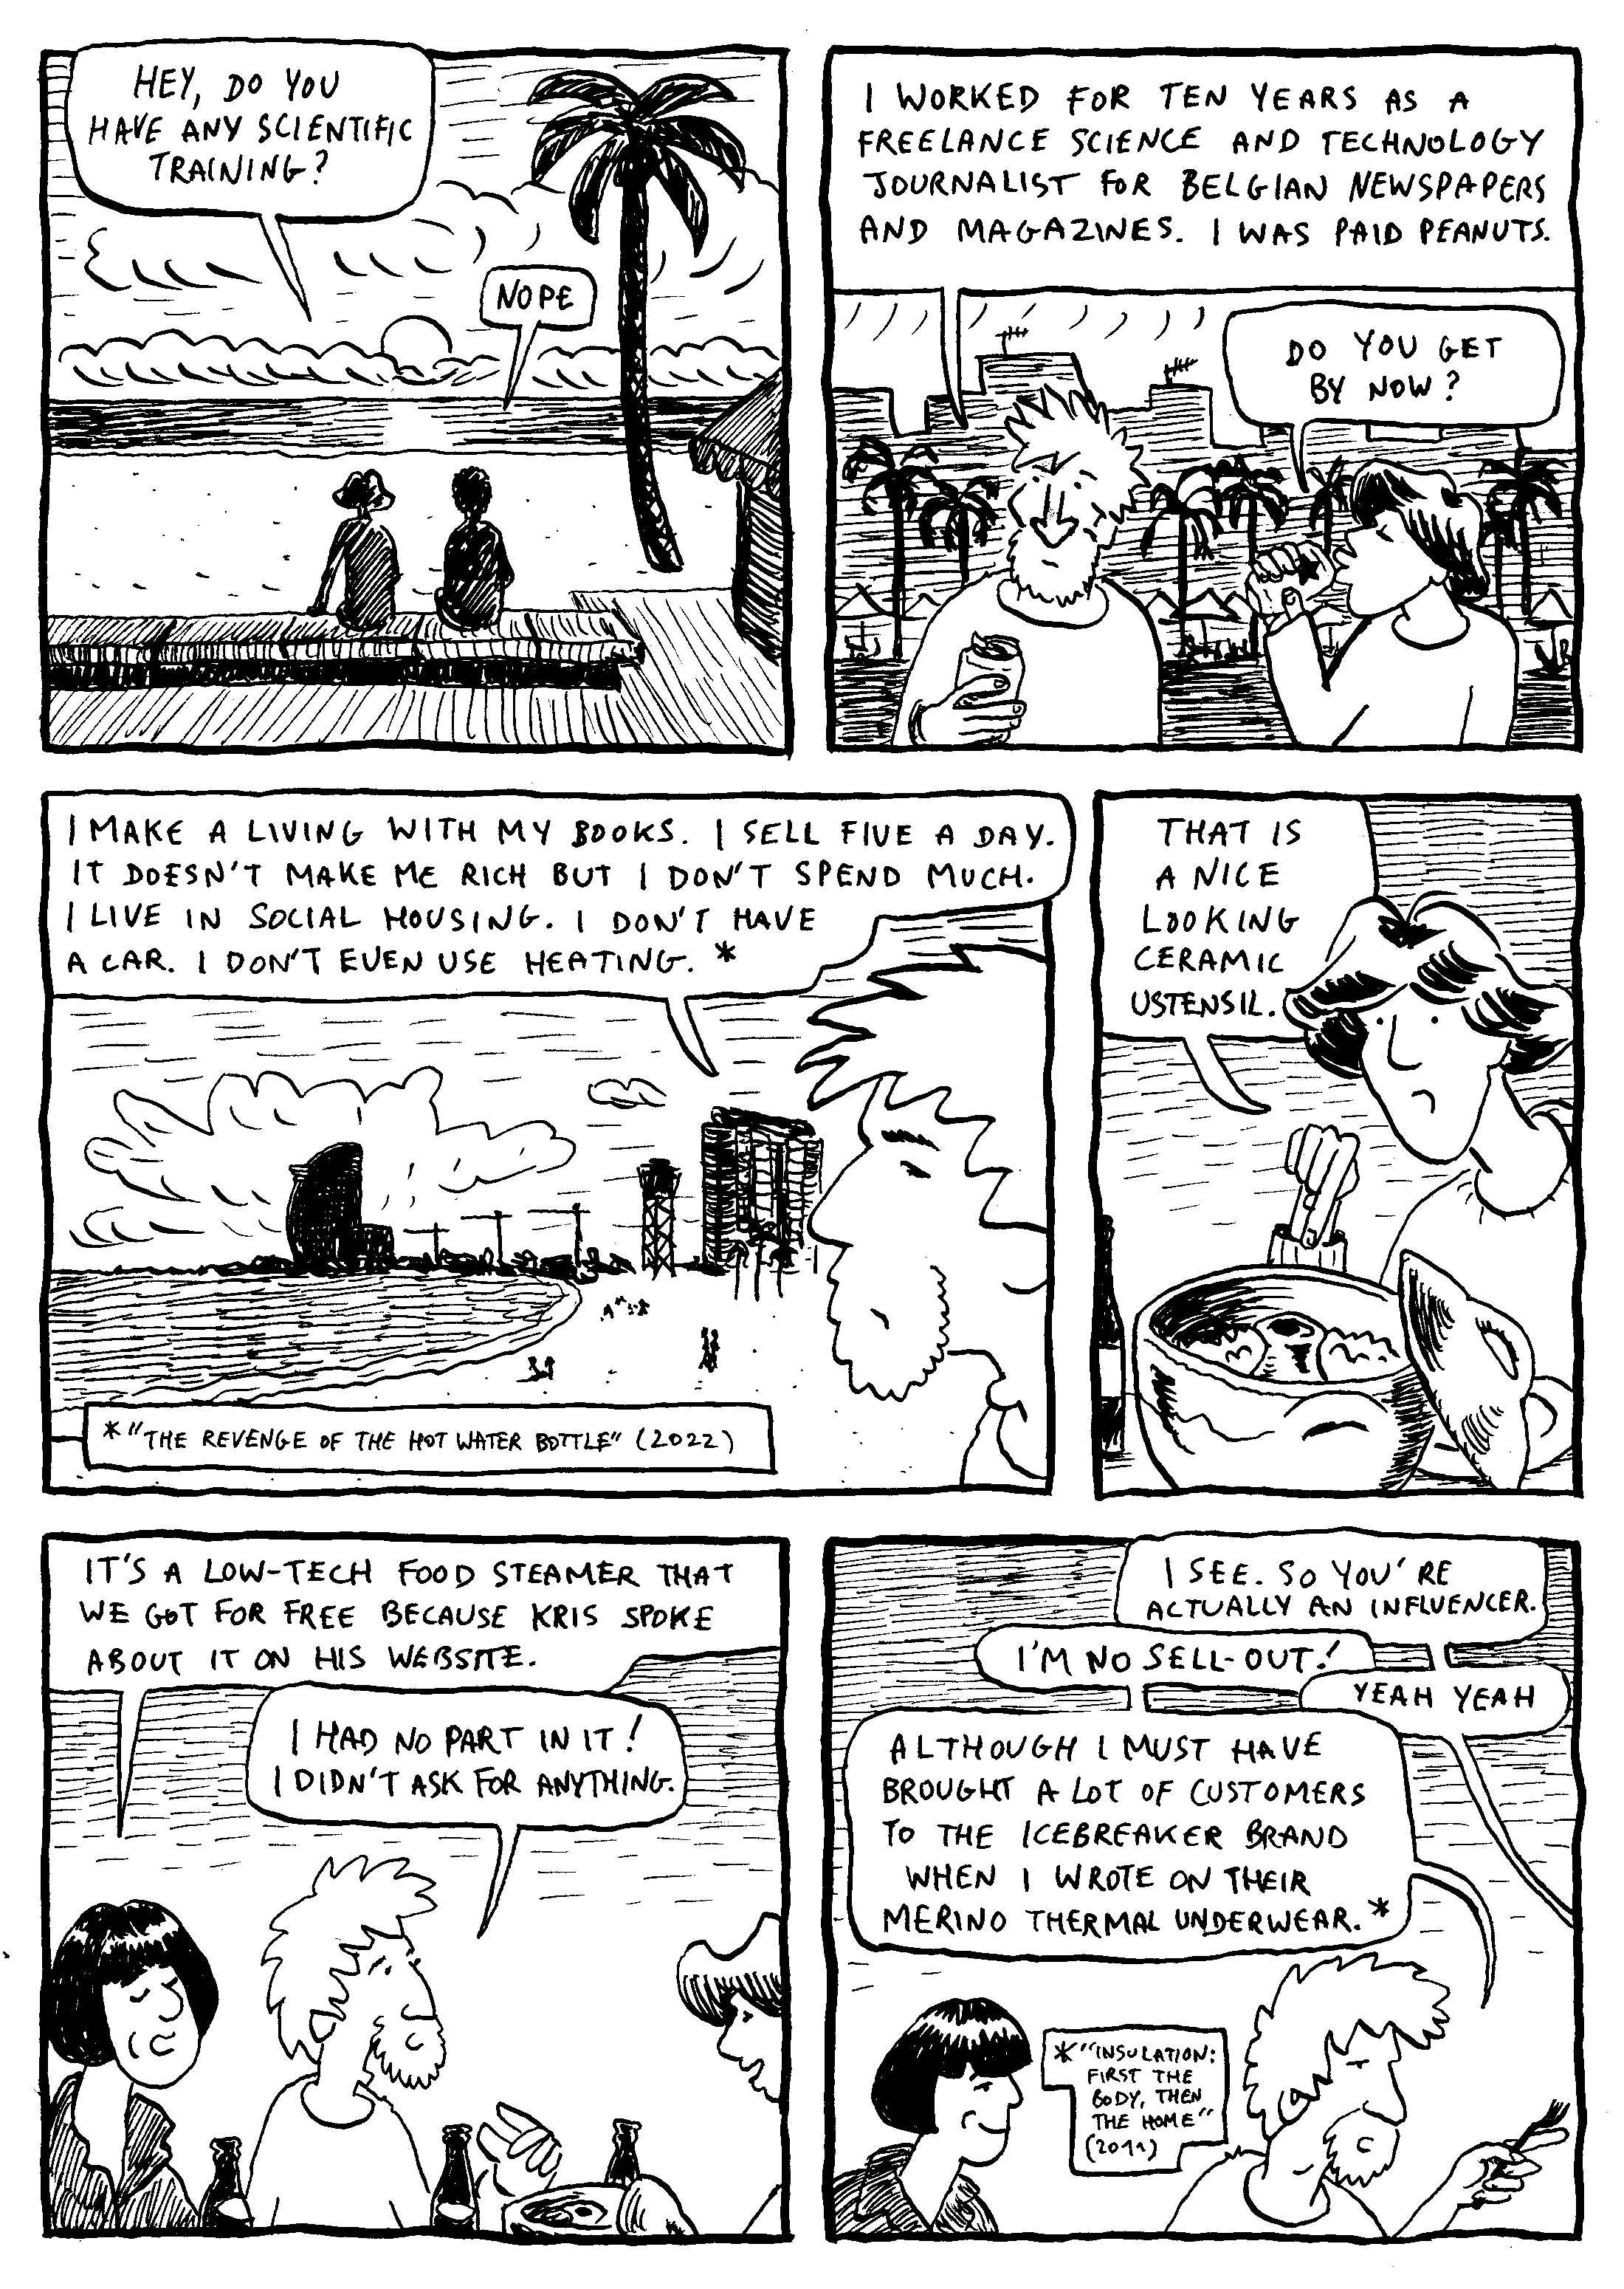 HEY, DO YOU
HAVE ANY SCIENTIFIC
TRAINING?
NOPE
I WORKED FOR TEN YEARS AS A
FREELANCE SCIENCE AND TECHNOLOGY
JOURNALIST FOR BELGIAN NEWSPAPERS
AND MAGAZINES. I WAS PAID PEANUTS.
DO YOU GET
BY NOW?
I MAKE A LIVING WITH MY BOOKS. I SELL FIVE A DAY.
IT DOESN'T MAKE ME RICH BUT I DON'T SPEND MUCH.
I LIVE IN SOCIAL HOUSING. I DON'T HAVE
A CAR. I DON'T EVEN USE HEATING. *
*"THE REVENGE OF THE HOT WATER BOTTLE" (2022)
THAT IS
A NICE
LOOKING
CERAMIC
USTENSIL.
IT'S A LOW-TECH FOOD STEAMER THAT
WE GOT FOR FREE BECAUSE KRIS SPOKE
ABOUT IT ON HIS WEBSITE.
I HAD NO PART IN IT!
I DIDN'T ASK FOR ANYTHING.
I SEE. SO YOU'RE
ACTUALLY AN INFLUENCER.
I'M NO SELL-OUT!
YEAH YEAH
ALTHOUGH I MUST HAVE
BROUGHT A LOT OF CUSTOMERS
TO THE ICEBREAKER BRAND
WHEN I WROTE ON THEIR
MERINO THERMAL UNDERWEAR. *
*"INSULATION:
FIRST THE
BODY, THEN
THE HOME"
(2011)